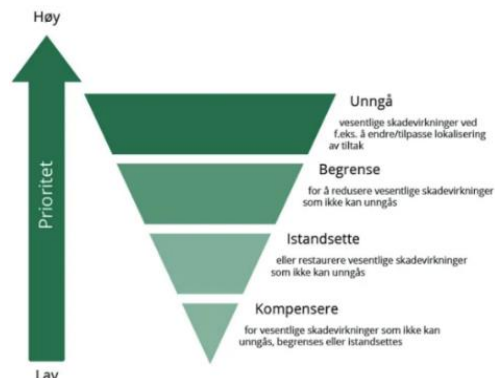 Høy
Prioritet
Unngå
vesentlige skadevirkninger ved
f.eks. å endre/tilpasse lokalisering
av tiltak
Begrense
for å redusere vesentlige skadevirkninger
som ikke kan unngås
Istandsette
eller restaurere vesentlige skadevirkninger
som ikke kan unngås
Kompensere
for vesentlige skadevirkninger som ikke kan
unngås, begrenses eller istandsettes
Lav